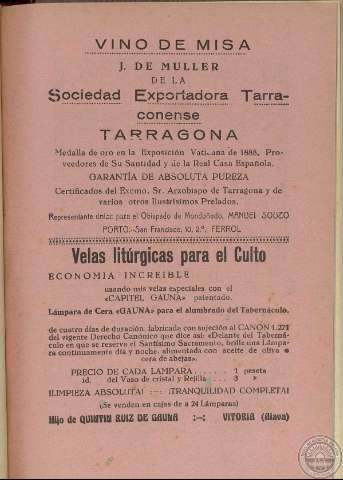 VINO DE MISA
J. DE MULLER
DE LA
Sociedad Exportadora Tarra-
conense
TARRAGONA
Medalla de oro en la Exposición Vaticana de 1888, Pro-
veedores de Su Santidad y de la Real Casa Española.
GARANTÍA DE ABSOLUTA PUREZA
Certificados del Excmo. Sr. Arzobispo de Tarragona y de
varios otros Ilustrísimos Prelados.
Representante único para el Obispado de Mondoñedo, MANUEL SOUZO
PORTO.-San Francisco, 10, 2.º, FERROL
Velas litúrgicas para el Culto
ECONOMIA INCREIBLE
usando mis velas especiales con el
«CAPITEL GAUNA» patentado.
Lámpara de Cera «GAUNA» para el alumbrado del Tabernáculo.
de cuatro días de duración, fabricada con sujeción al CANON 1.271
del vigente Derecho Canónico que dice así: «Delante del Taberná-
culo en que se reserva el Santísimo Sacramento, brille una Lámpa-
ra contínuamente día y noche, alimentada con aceite de oliva o
cera de abejas».
PRECIO DE CADA LAMPARA...... 1 peseta
id. del Vaso de cristal y Rejilla... 3 »
¡LIMPIEZA ABSOLUTA! :—: ¡TRANQUILIDAD COMPLETA!
(Se venden en cajas de a 24 Lámparas)
Hijo de QUINTIN RUIZ DE GAUNA :—: VITORIA (Alava)